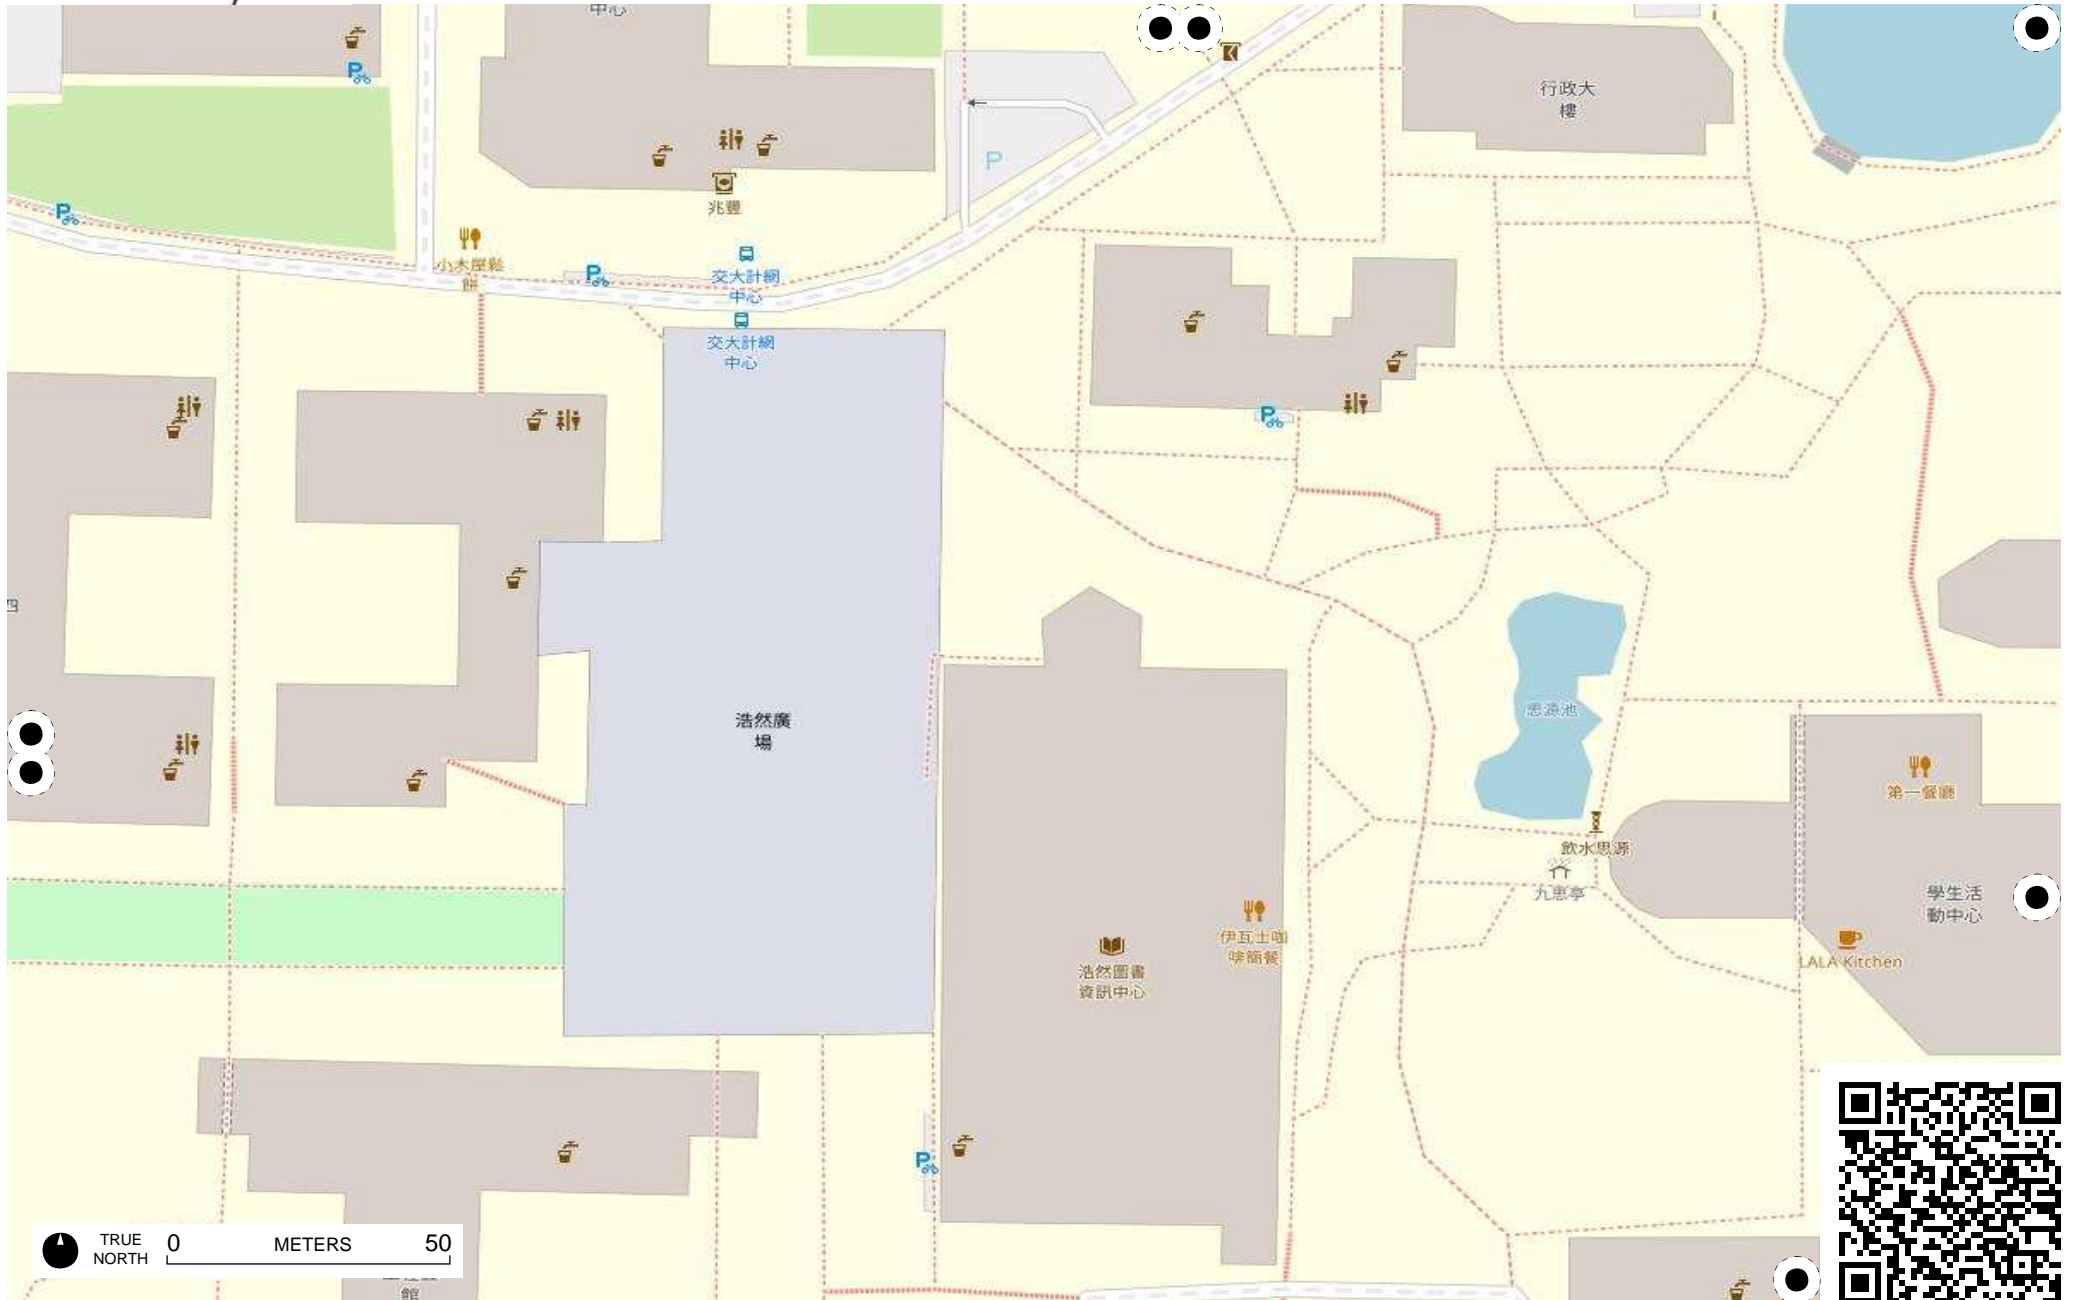 中心
行政大
樓
P
P
P
兆豐
小木屋鬆
餅
P
交大計網
中心
交大計網
中心
P
四
浩然廣
場
思源池
第一餐廳
飲水思源
九思亭
學生活
動中心
伊瓦士咖
啡簡餐
LALA Kitchen
浩然圖書
資訊中心
P
TRUE
NORTH
0
METERS
50
館